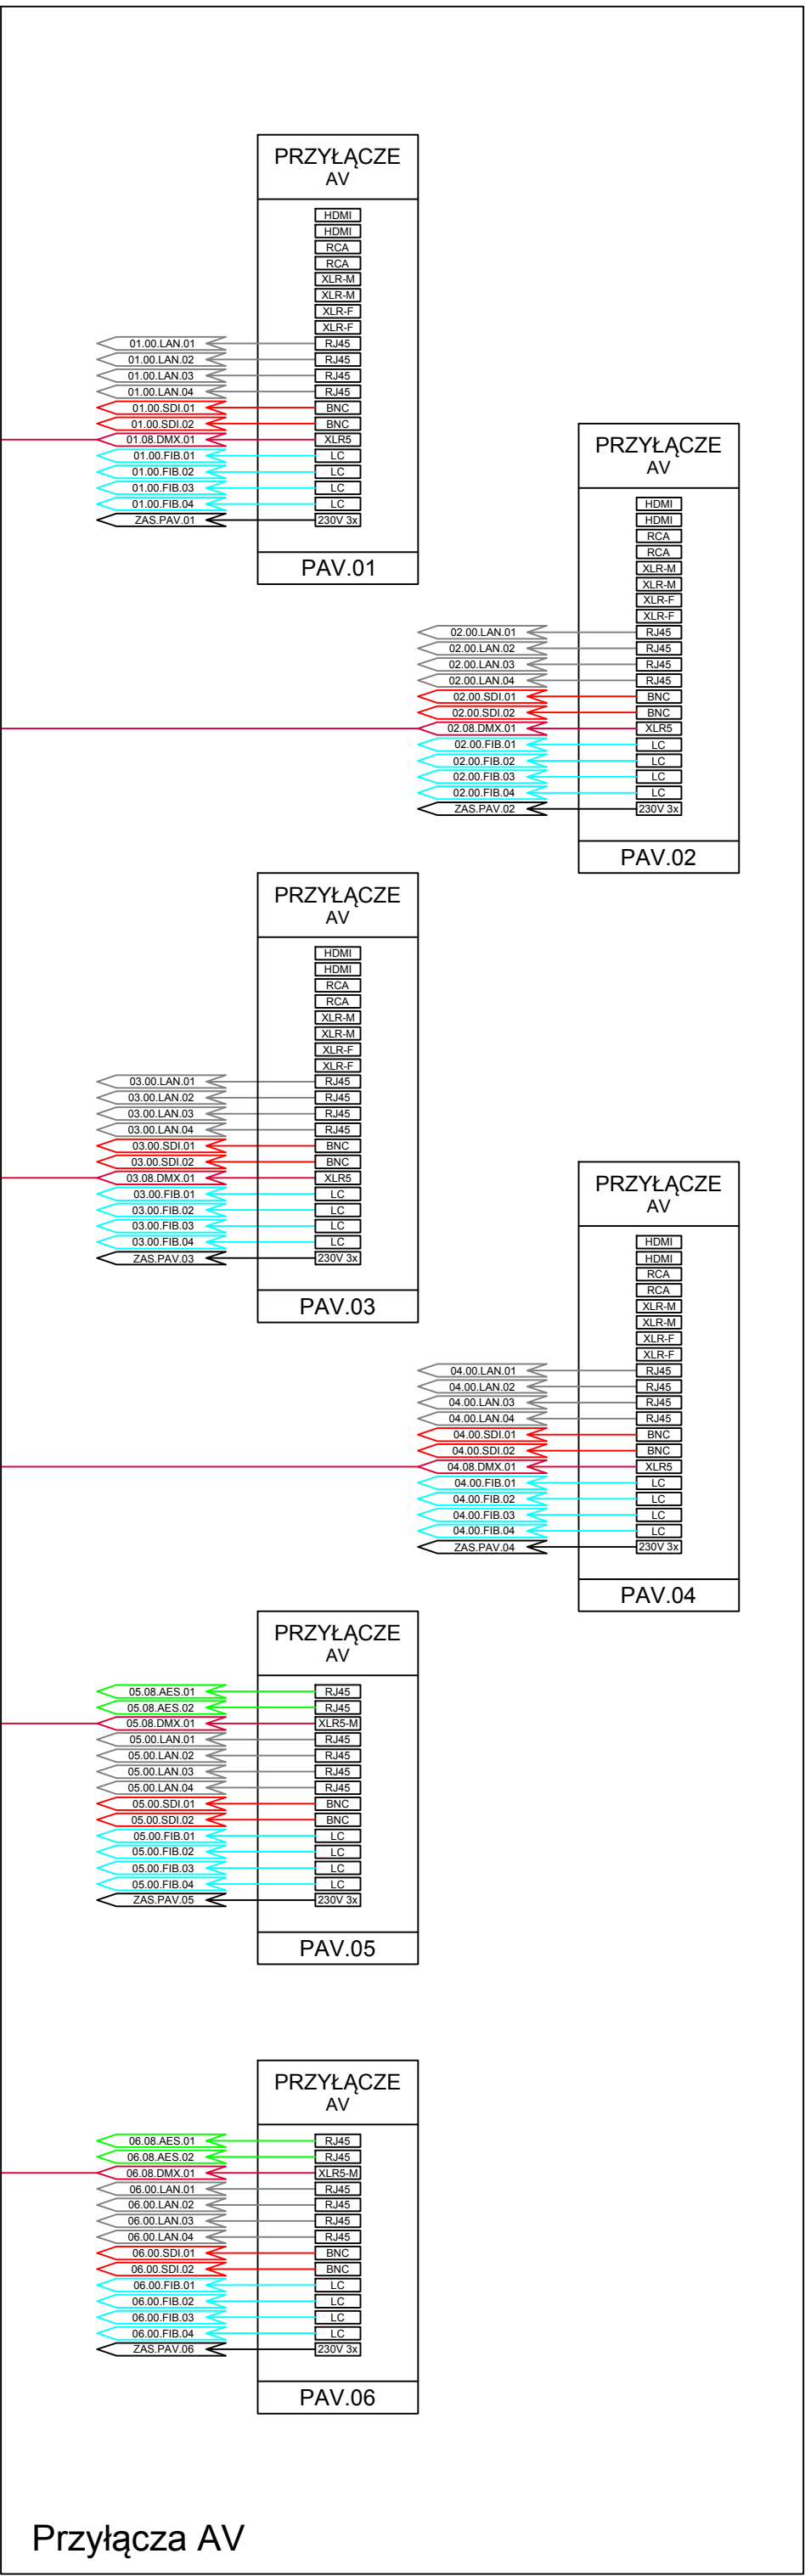 PRZYŁĄCZE
AV
HDMI
HDMI
RCA
RCA
XLR-M
XLR-M
XLR-F
XLR-F
01.00.LAN.01 RJ45
01.00.LAN.02 RJ45
01.00.LAN.03 RJ45
01.00.LAN.04 RJ45
01.00.SDI.01 BNC
01.00.SDI.02 BNC
01.08.DMX.01 XLR5
01.00.FIB.01 LC
01.00.FIB.02 LC
01.00.FIB.03 LC
01.00.FIB.04 LC
ZAS.PAV.01 230V 3x
PAV.01
PRZYŁĄCZE
AV
HDMI
HDMI
RCA
RCA
XLR-M
XLR-M
XLR-F
XLR-F
02.00.LAN.01 RJ45
02.00.LAN.02 RJ45
02.00.LAN.03 RJ45
02.00.LAN.04 RJ45
02.00.SDI.01 BNC
02.00.SDI.02 BNC
02.08.DMX.01 XLR5
02.00.FIB.01 LC
02.00.FIB.02 LC
02.00.FIB.03 LC
02.00.FIB.04 LC
ZAS.PAV.02 230V 3x
PAV.02
PRZYŁĄCZE
AV
HDMI
HDMI
RCA
RCA
XLR-M
XLR-M
XLR-F
XLR-F
03.00.LAN.01 RJ45
03.00.LAN.02 RJ45
03.00.LAN.03 RJ45
03.00.LAN.04 RJ45
03.00.SDI.01 BNC
03.00.SDI.02 BNC
03.08.DMX.01 XLR5
03.00.FIB.01 LC
03.00.FIB.02 LC
03.00.FIB.03 LC
03.00.FIB.04 LC
ZAS.PAV.03 230V 3x
PAV.03
PRZYŁĄCZE
AV
HDMI
HDMI
RCA
RCA
XLR-M
XLR-M
XLR-F
XLR-F
04.00.LAN.01 RJ45
04.00.LAN.02 RJ45
04.00.LAN.03 RJ45
04.00.LAN.04 RJ45
04.00.SDI.01 BNC
04.00.SDI.02 BNC
04.08.DMX.01 XLR5
04.00.FIB.01 LC
04.00.FIB.02 LC
04.00.FIB.03 LC
04.00.FIB.04 LC
ZAS.PAV.04 230V 3x
PAV.04
PRZYŁĄCZE
AV
05.08.AES.01 RJ45
05.08.AES.02 RJ45
05.08.DMX.01 XLR5-M
05.00.LAN.01 RJ45
05.00.LAN.02 RJ45
05.00.LAN.03 RJ45
05.00.LAN.04 RJ45
05.00.SDI.01 BNC
05.00.SDI.02 BNC
05.00.FIB.01 LC
05.00.FIB.02 LC
05.00.FIB.03 LC
05.00.FIB.04 LC
ZAS.PAV.05 230V 3x
PAV.05
PRZYŁĄCZE
AV
06.08.AES.01 RJ45
06.08.AES.02 RJ45
06.08.DMX.01 XLR5-M
06.00.LAN.01 RJ45
06.00.LAN.02 RJ45
06.00.LAN.03 RJ45
06.00.LAN.04 RJ45
06.00.SDI.01 BNC
06.00.SDI.02 BNC
06.00.FIB.01 LC
06.00.FIB.02 LC
06.00.FIB.03 LC
06.00.FIB.04 LC
ZAS.PAV.06 230V 3x
PAV.06
Przyłącza AV